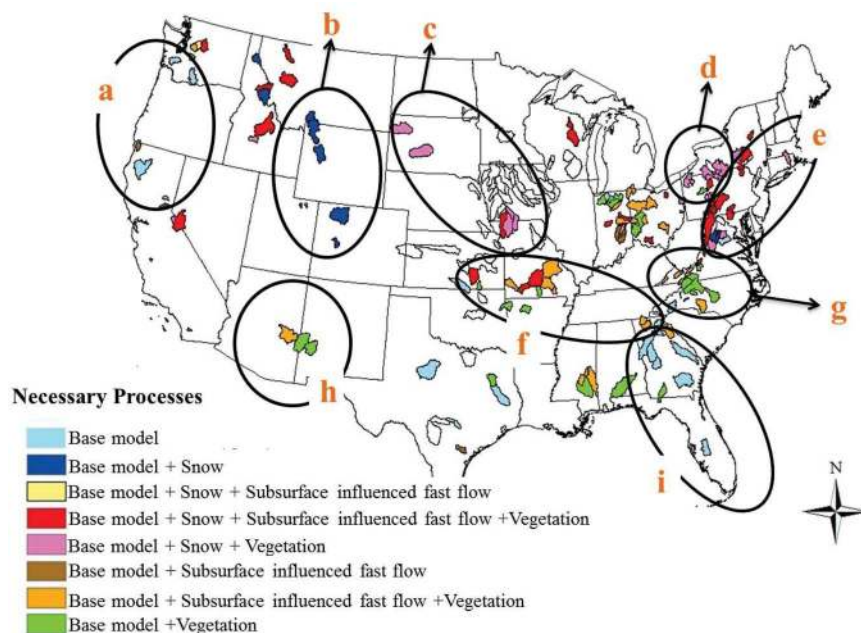 b
c
d
a
e
g
f
h
i
Necessary Processes
Base model
Base model + Snow
Base model + Snow + Subsurface influenced fast flow
Base model + Snow + Subsurface influenced fast flow +Vegetation
Base model + Snow + Vegetation
Base model + Subsurface influenced fast flow
Base model + Subsurface influenced fast flow +Vegetation
Base model +Vegetation
N